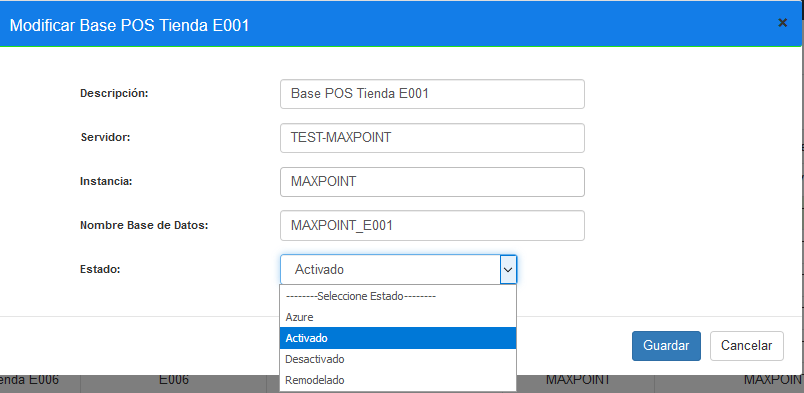 Modificar Base POS Tienda E001 ×
Descripción: Base POS Tienda E001
Servidor: TEST-MAXPOINT
Instancia: MAXPOINT
Nombre Base de Datos: MAXPOINT_E001
Estado: Activado
--------Seleccione Estado--------
Azure
Activado
Desactivado
Remodelado
Guardar Cancelar
enda E006 E006 MAXPOINT MAXPOIN